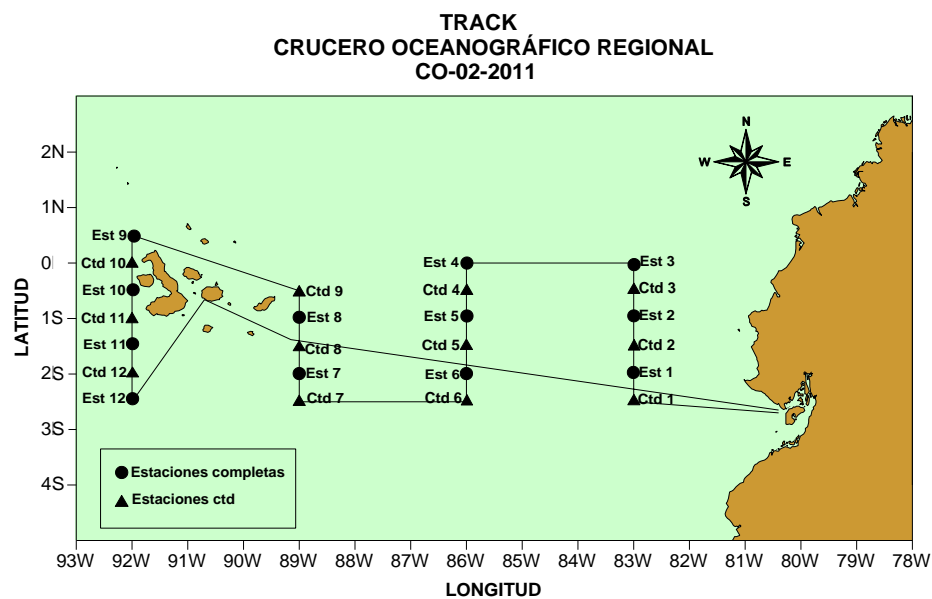 TRACK
CRUCERO OCEANOGRÁFICO REGIONAL
CO-02-2011
N
W
E
S
2N
1N
0
1S
2S
3S
4S
LATITUD
Est 9
Ctd 10
Est 10
Ctd 11
Est 11
Ctd 12
Est 12
Ctd 9
Est 8
Ctd 8
Est 7
Ctd 7
Est 4
Ctd 4
Est 5
Ctd 5
Est 6
Ctd 6
Est 3
Ctd 3
Est 2
Ctd 2
Est 1
Ctd 1
Estaciones completas
Estaciones ctd
93W 92W 91W 90W 89W 88W 87W 86W 85W 84W 83W 82W 81W 80W 79W 78W
LONGITUD